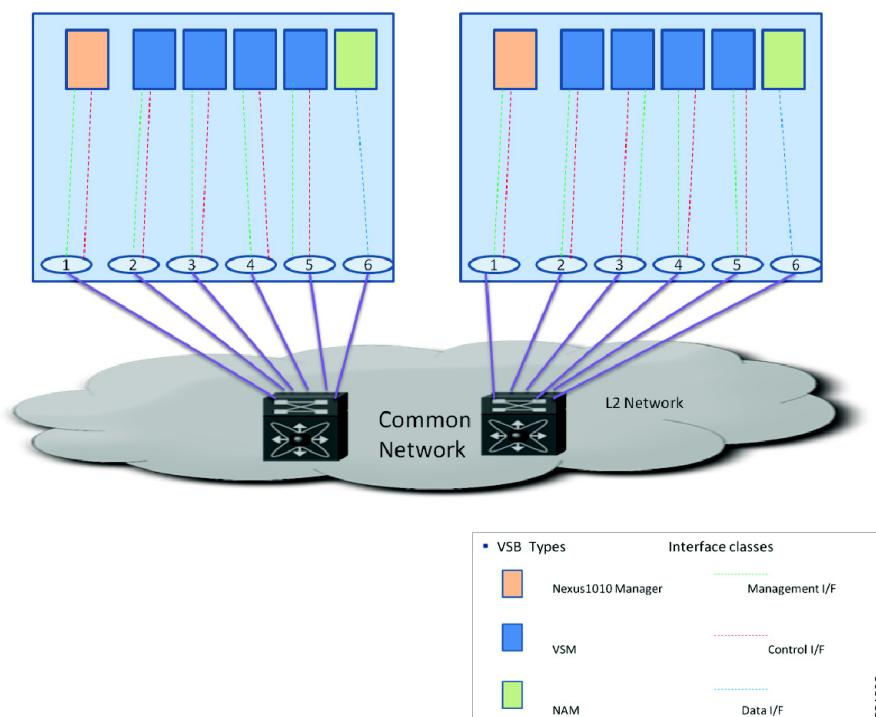 1 2 3 4 5 6
1 2 3 4 5 6
Common
Network
L2 Network
VSB Types Interface classes
Nexus1010 Manager Management I/F
VSM Control I/F
NAM Data I/F